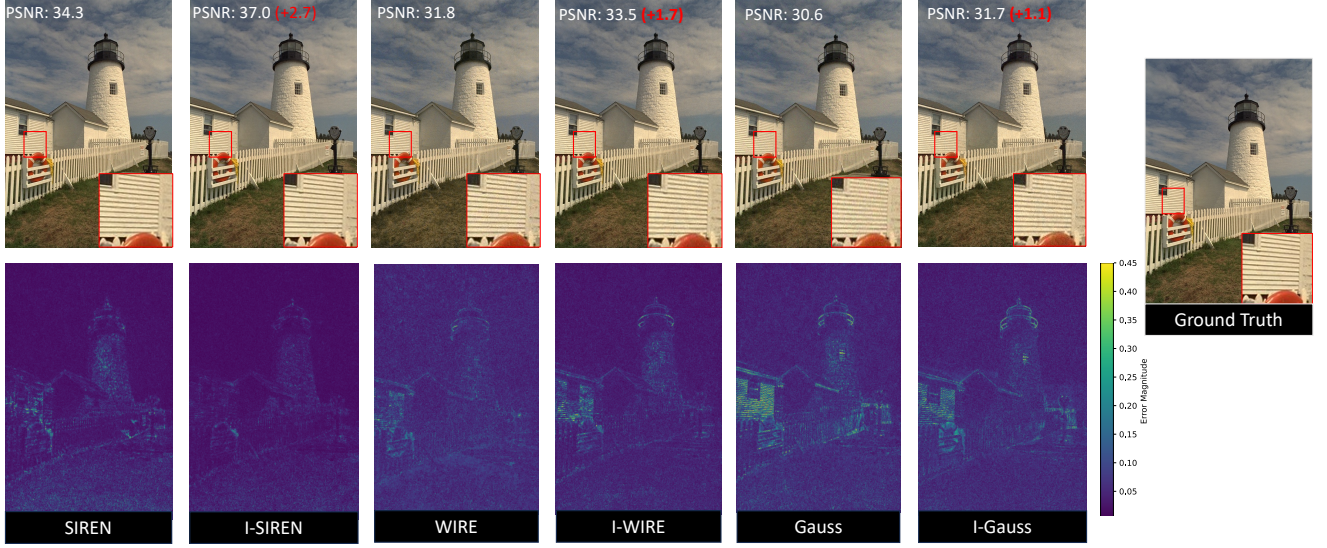 PSNR: 34.3
PSNR: 37.0 (+2.7)
PSNR: 31.8
PSNR: 33.5 (+1.7)
PSNR: 30.6
PSNR: 31.7 (+1.1)
Ground Truth
0.45
0.40
0.35
0.30
0.25
0.20
0.15
0.10
0.05
Error Magnitude
SIREN
I-SIREN
WIRE
I-WIRE
Gauss
I-Gauss